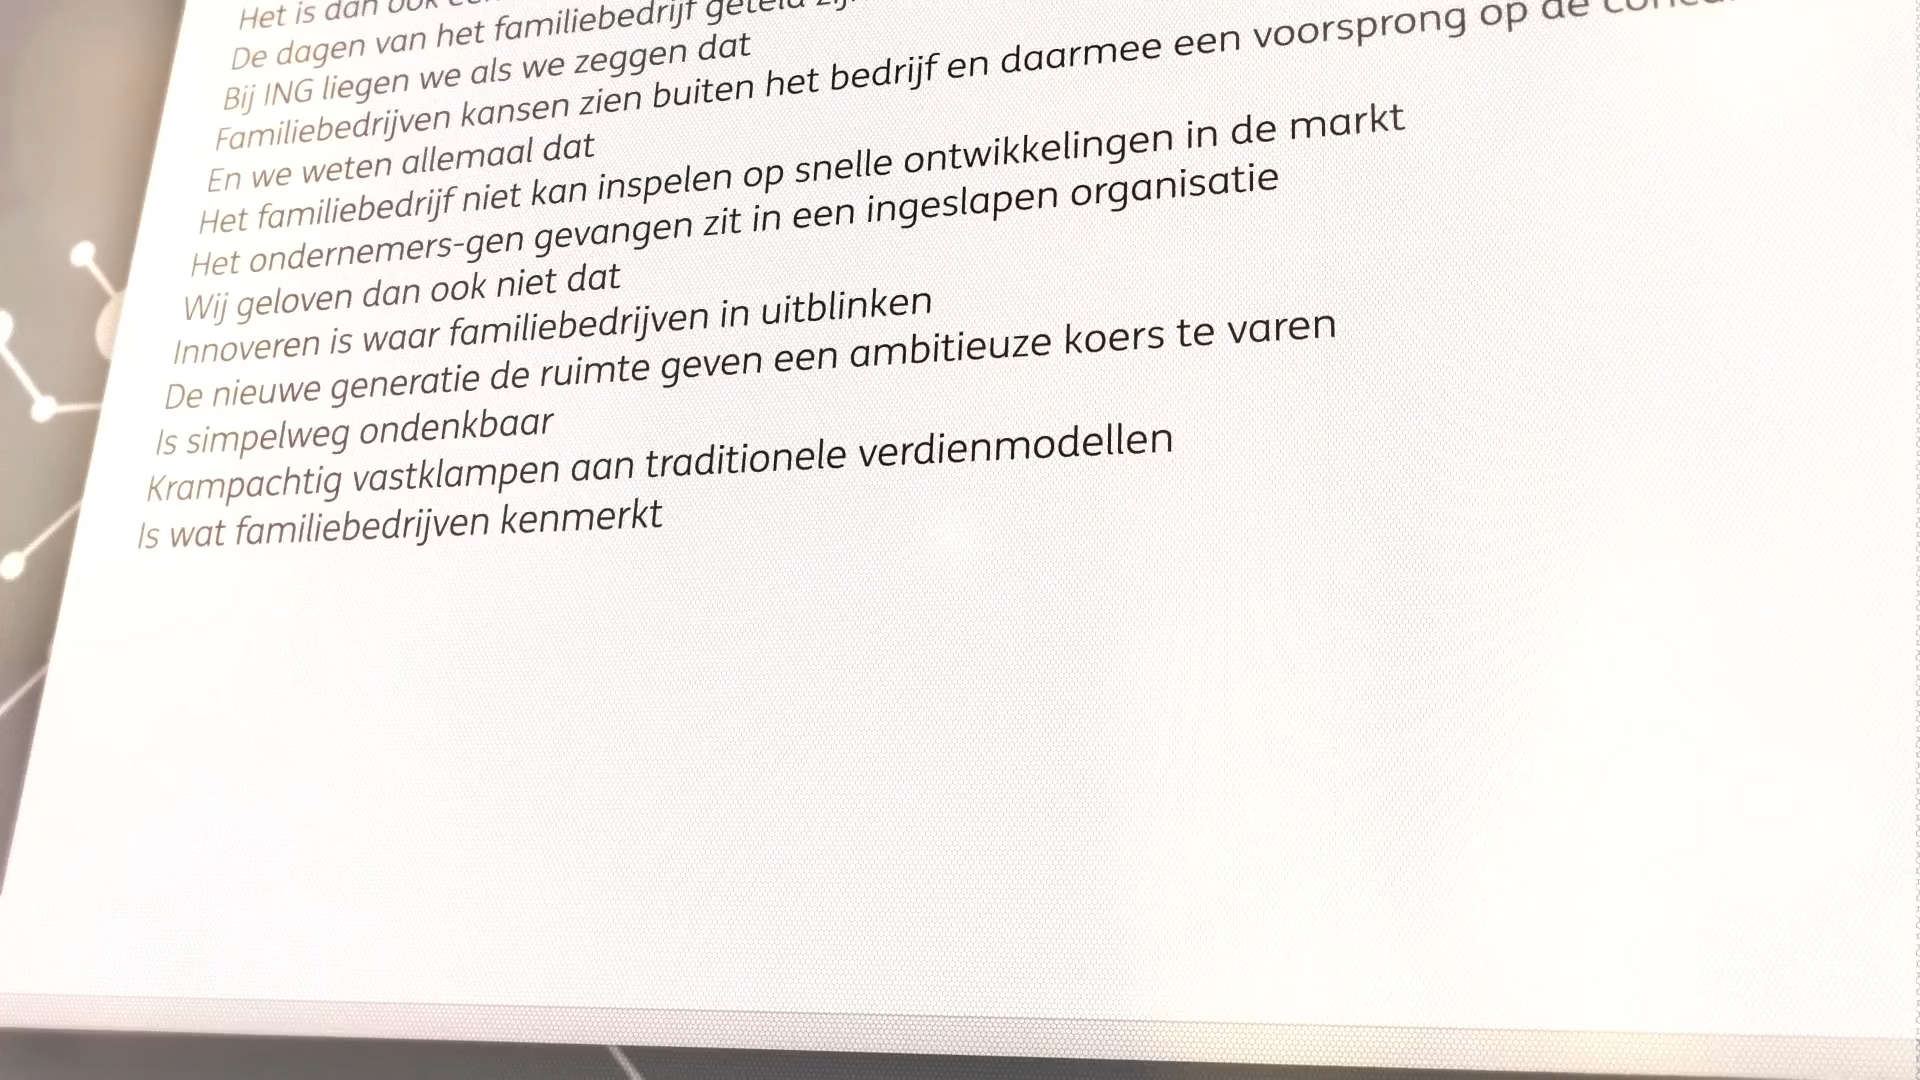 Het is dan ook
De dagen van het familiebedrijf geteld
Bij ING liegen we als we zeggen dat
Familiebedrijven kansen zien buiten het bedrijf en daarmee een voorsprong op de
En we weten allemaal dat
Het familiebedrijf niet kan inspelen op snelle ontwikkelingen in de markt
Het ondernemers-gen gevangen zit in een ingeslapen organisatie
Wij geloven dan ook niet dat
Innoveren is waar familiebedrijven in uitblinken
De nieuwe generatie de ruimte geven een ambitieuze koers te varen
Is simpelweg ondenkbaar
Krampachtig vastklampen aan traditionele verdienmodellen
Is wat familiebedrijven kenmerkt